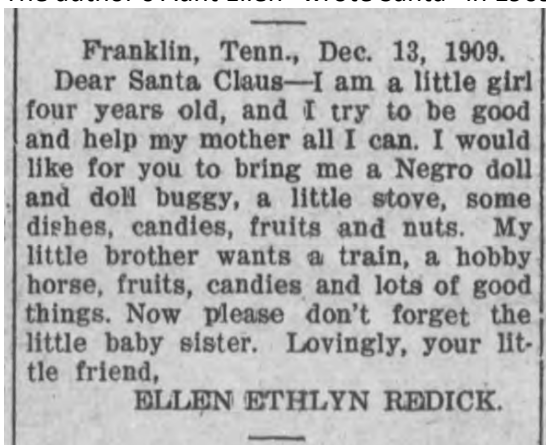 Franklin, Tenn., Dec. 13, 1909.
Dear Santa Claus—I am a little girl
four years old, and I try to be good
and help my mother all I can. I would
like for you to bring me a Negro doll
and doll buggy, a little stove, some
dishes, candies, fruits and nuts. My
little brother wants a train, a hobby
horse, fruits, candies and lots of good
things. Now please don't forget the
little baby sister. Lovingly, your lit-
tle friend,
ELLEN ETHLYN REDICK.